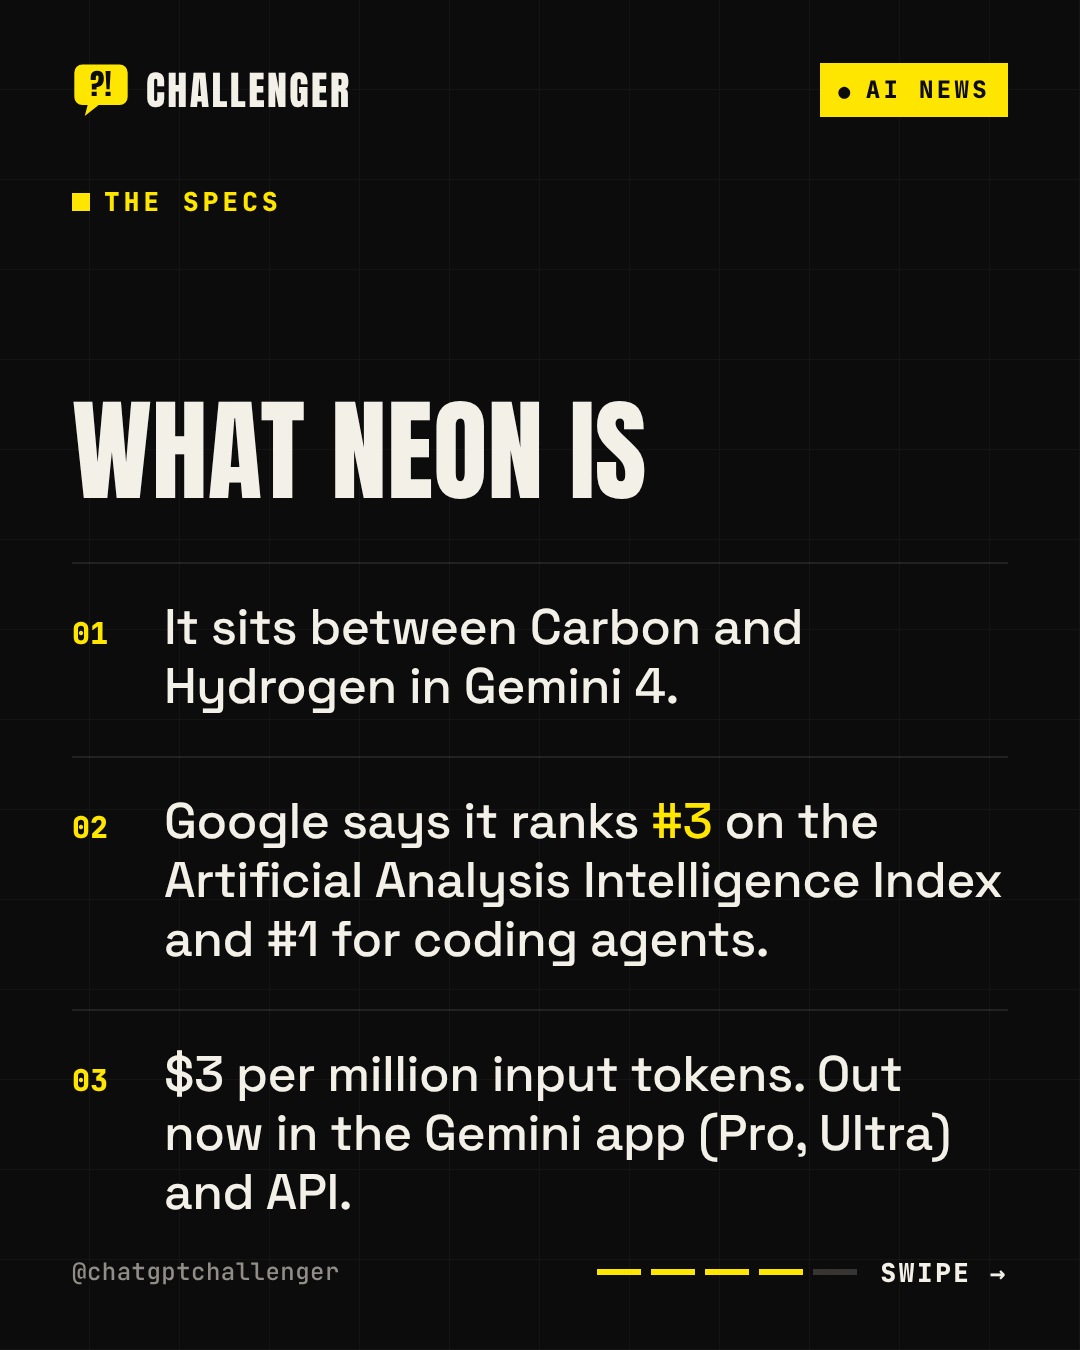 ?!
CHALLENGER
● AI NEWS
THE SPECS
WHAT NEON IS
01
It sits between Carbon and
Hydrogen in Gemini 4.
02
Google says it ranks #3 on the
Artificial Analysis Intelligence Index
and #1 for coding agents.
03
$3 per million input tokens. Out
now in the Gemini app (Pro, Ultra)
and API.
@chatgptchallenger
SWIPE →